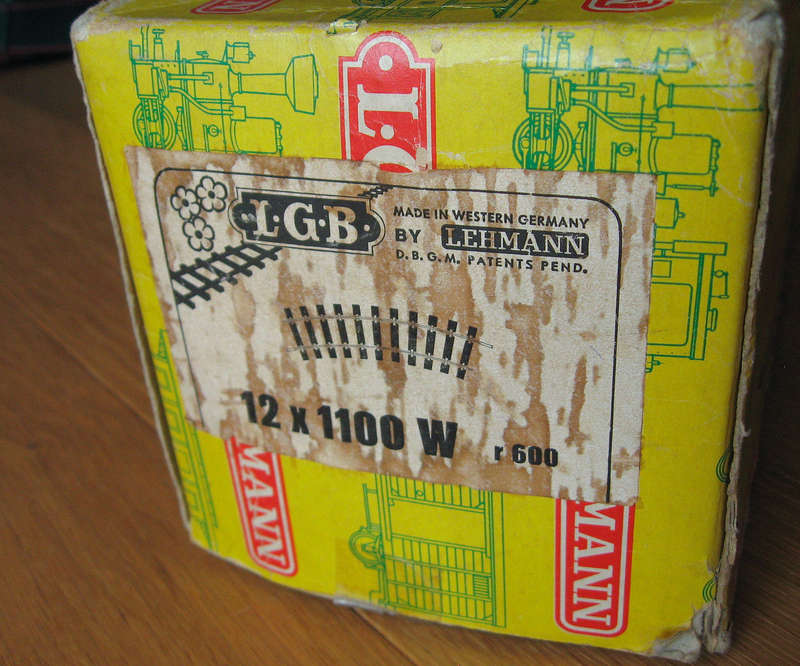 L.G
L·G·B·
MADE IN WESTERN GERMANY
BY LEHMANN
D.B.G.M. PATENTS PEND.
12 x 1100 W
r 600
MANN
MANN